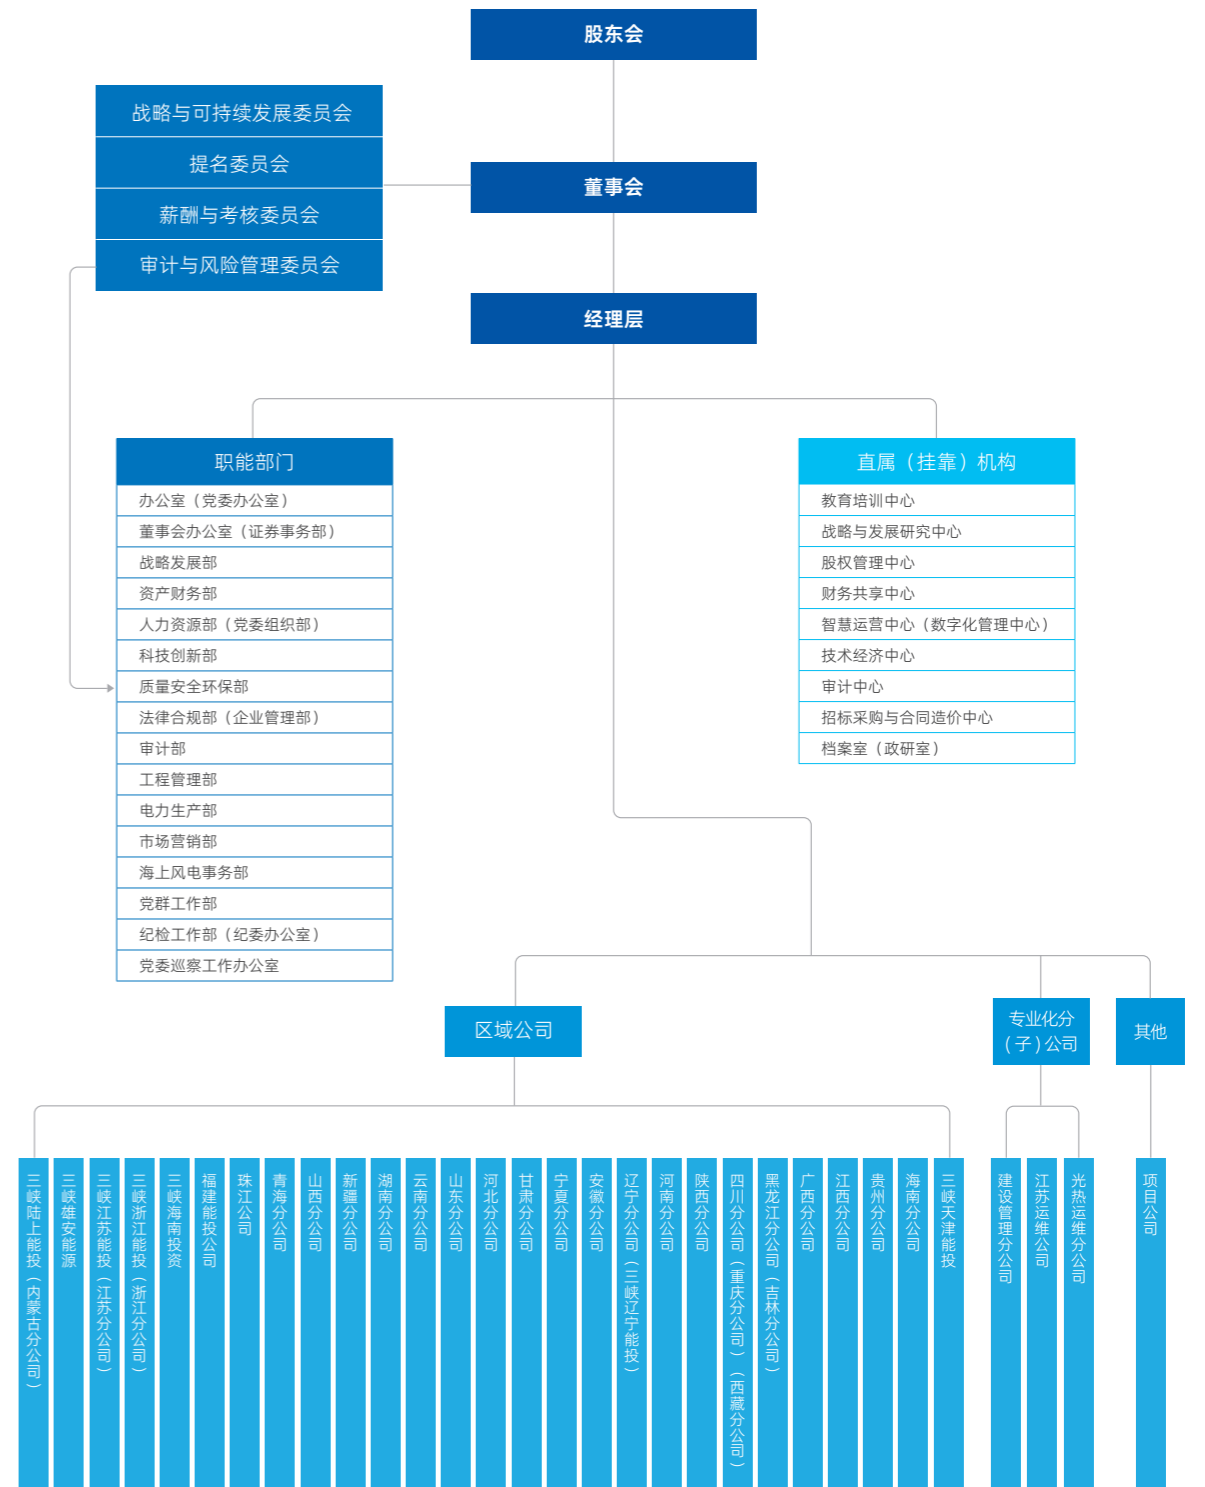 股东会
战略与可持续发展委员会
提名委员会
薪酬与考核委员会
审计与风险管理委员会
董事会
经理层
职能部门
办公室（党委办公室）
董事会办公室（证券事务部）
战略发展部
资产财务部
人力资源部（党委组织部）
科技创新部
质量安全环保部
法律合规部（企业管理部）
审计部
工程管理部
电力生产部
市场营销部
海上风电事务部
党群工作部
纪检工作部（纪委办公室）
党委巡察工作办公室
直属（挂靠）机构
教育培训中心
战略与发展研究中心
股权管理中心
财务共享中心
智慧运营中心（数字化管理中心）
技术经济中心
审计中心
招标采购与合同造价中心
档案室（政研室）
区域公司
专业化分
（子）公司
其他
三峡陆上能投（内蒙古分公司）
三峡雄安能源
三峡江苏能投（江苏分公司）
三峡浙江能投（浙江分公司）
三峡海南投资
福建能投公司
珠江公司
青海分公司
山西分公司
新疆分公司
湖南分公司
云南分公司
山东分公司
河北分公司
甘肃分公司
宁夏分公司
安徽分公司
辽宁分公司（三峡辽宁能投）
河南分公司
陕西分公司
四川分公司（重庆分公司）（西藏分公司）
黑龙江分公司（吉林分公司）
广西分公司
江西分公司
贵州分公司
海南分公司
三峡天津能投
建设管理分公司
江苏运维公司
光热运维分公司
项目公司